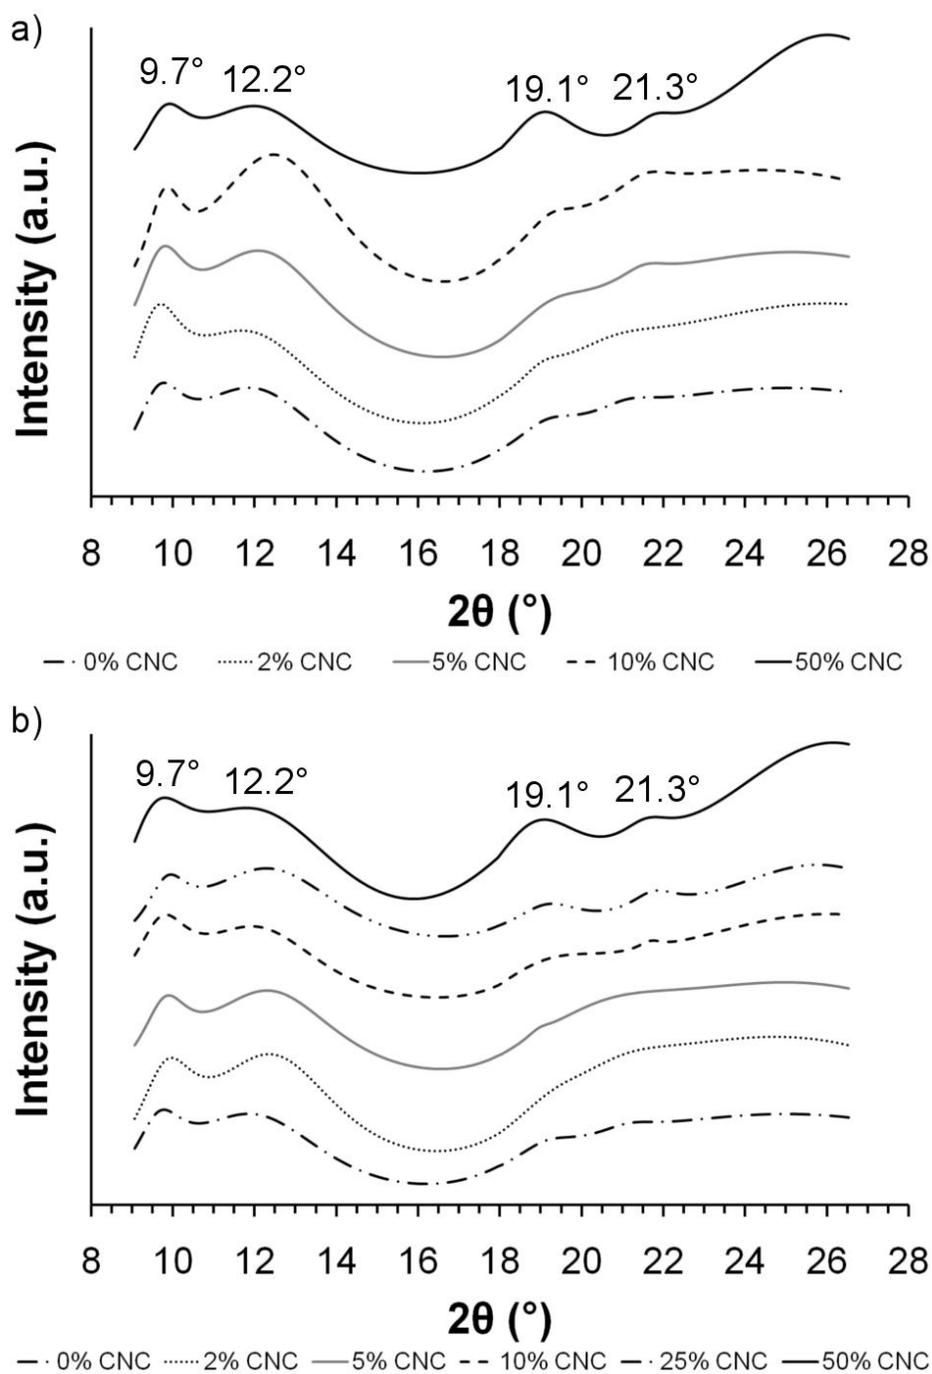 a)
9.7° 12.2° 19.1° 21.3°
Intensity (a.u.)
8 10 12 14 16 18 20 22 24 26 28
2θ (°)
0% CNC 2% CNC 5% CNC 10% CNC 50% CNC
b)
9.7° 12.2° 19.1° 21.3°
Intensity (a.u.)
8 10 12 14 16 18 20 22 24 26 28
2θ (°)
0% CNC 2% CNC 5% CNC 10% CNC 25% CNC 50% CNC